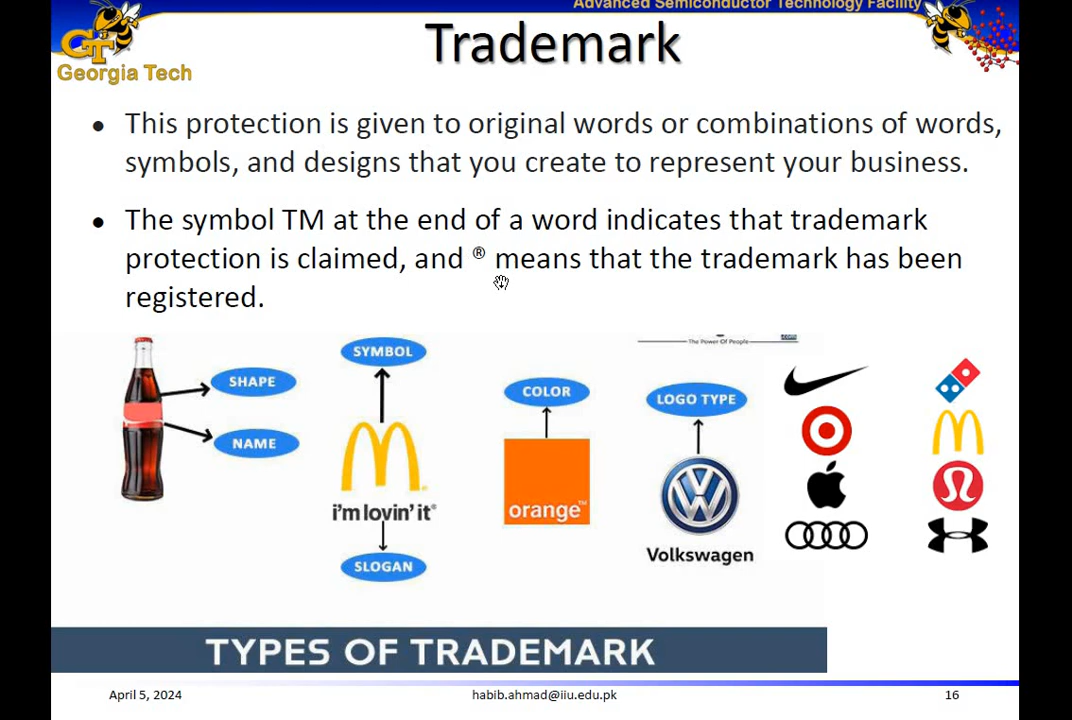 Advanced Semiconductor Technology Facility
GT
Georgia Tech
Trademark
• This protection is given to original words or combinations of words,
symbols, and designs that you create to represent your business.
• The symbol TM at the end of a word indicates that trademark
protection is claimed, and ® means that the trademark has been
registered.
The Power Of People
.com
SHAPE
NAME
SYMBOL
i'm lovin' it®
SLOGAN
COLOR
orange™
LOGO TYPE
Volkswagen
TYPES OF TRADEMARK
April 5, 2024
habib.ahmad@iiu.edu.pk
16